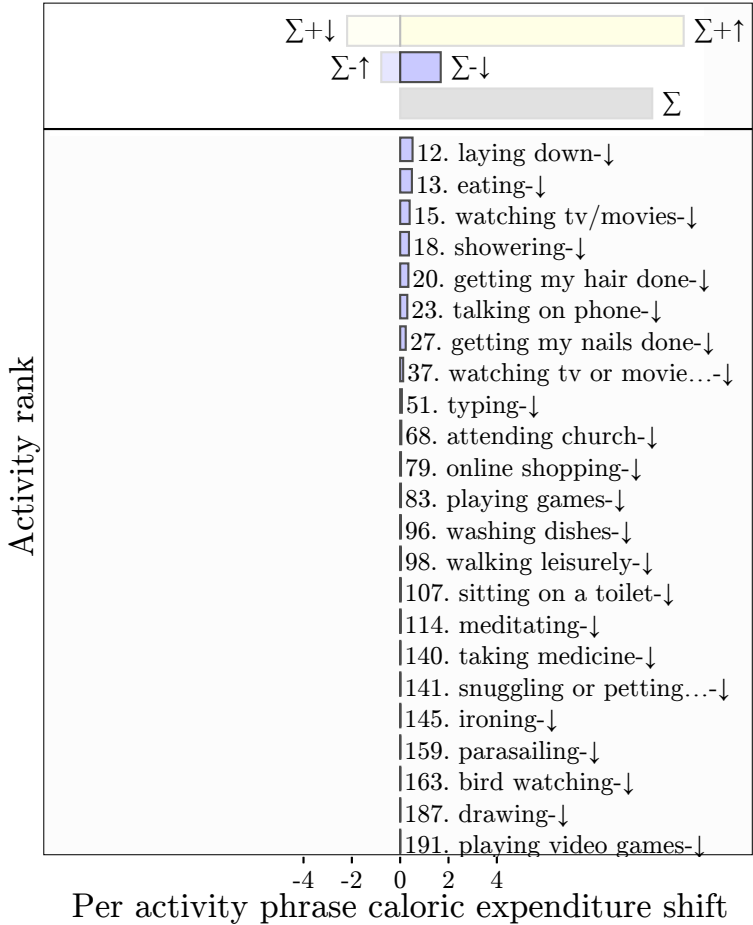 ∑+↓ ∑+↑
∑-↑ ∑-↓
∑
12. laying down-↓
13. eating-↓
15. watching tv/movies-↓
18. showering-↓
20. getting my hair done-↓
23. talking on phone-↓
27. getting my nails done-↓
37. watching tv or movie...-↓
51. typing-↓
68. attending church-↓
79. online shopping-↓
83. playing games-↓
96. washing dishes-↓
98. walking leisurely-↓
107. sitting on a toilet-↓
114. meditating-↓
140. taking medicine-↓
141. snuggling or petting...-↓
145. ironing-↓
159. parasailing-↓
163. bird watching-↓
187. drawing-↓
191. playing video games-↓
Activity rank
-4 -2 0 2 4
Per activity phrase caloric expenditure shift